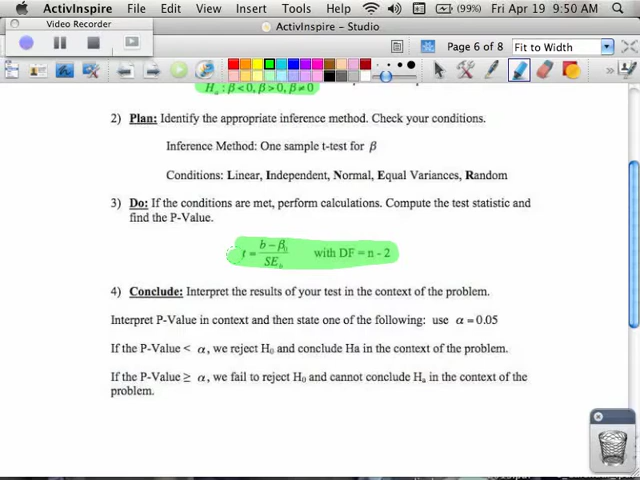 ActivInspire File Edit View Insert Tools Help (99%) Fri Apr 19 9:50 AM
Video Recorder
ActivInspire - Studio
Page 6 of 8 Fit to Width
Hₐ : β < 0, β > 0, β ≠ 0
2) Plan: Identify the appropriate inference method. Check your conditions.
Inference Method: One sample t-test for β
Conditions: Linear, Independent, Normal, Equal Variances, Random
3) Do: If the conditions are met, perform calculations. Compute the test statistic and
find the P-Value.
t = (b − β₀) / SE_b with DF = n - 2
4) Conclude: Interpret the results of your test in the context of the problem.
Interpret P-Value in context and then state one of the following: use α = 0.05
If the P-Value < α, we reject H₀ and conclude Ha in the context of the problem.
If the P-Value ≥ α, we fail to reject H₀ and cannot conclude Hₐ in the context of the
problem.